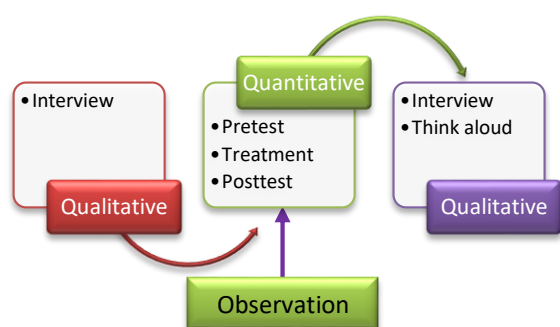 • Interview
Qualitative
Quantitative
• Pretest
• Treatment
• Posttest
• Interview
• Think aloud
Qualitative
Observation